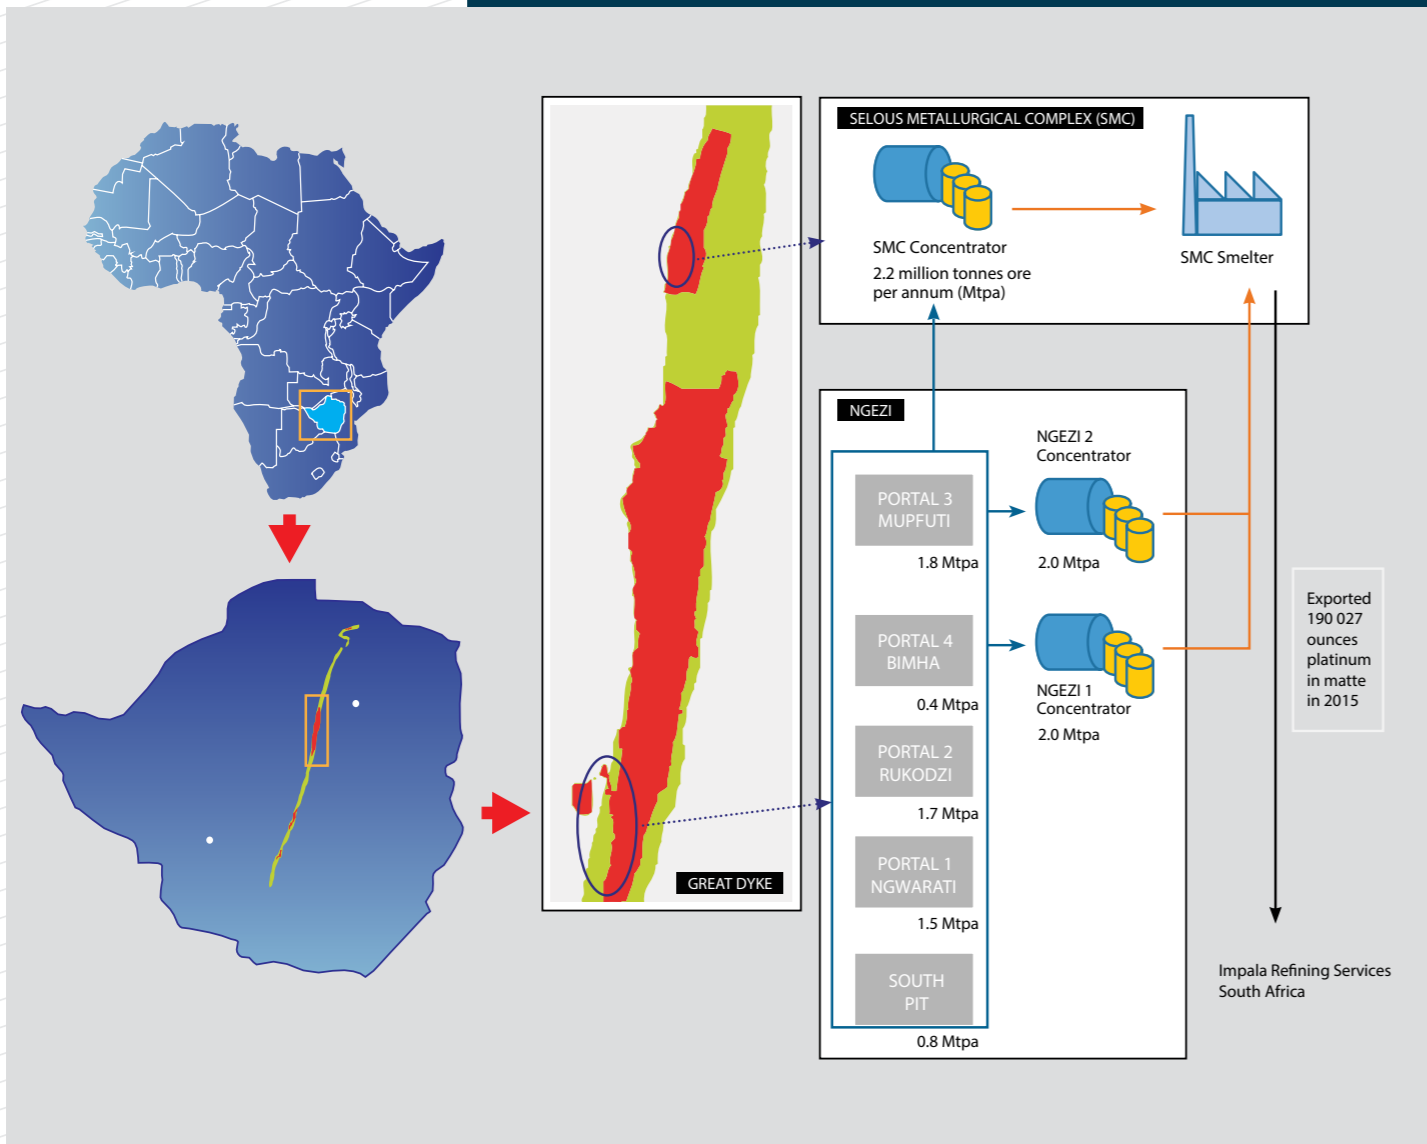 SELOUS METALLURGICAL COMPLEX (SMC)
SMC Concentrator
2.2 million tonnes ore
per annum (Mtpa)
SMC Smelter
NGEZI
PORTAL 3
MUPFUTI
1.8 Mtpa
NGEZI 2
Concentrator
2.0 Mtpa
PORTAL 4
BIMHA
0.4 Mtpa
NGEZI 1
Concentrator
2.0 Mtpa
PORTAL 2
RUKODZI
1.7 Mtpa
PORTAL 1
NGWARATI
1.5 Mtpa
SOUTH
PIT
0.8 Mtpa
GREAT DYKE
Exported
190 027
ounces
platinum
in matte
in 2015
Impala Refining Services
South Africa